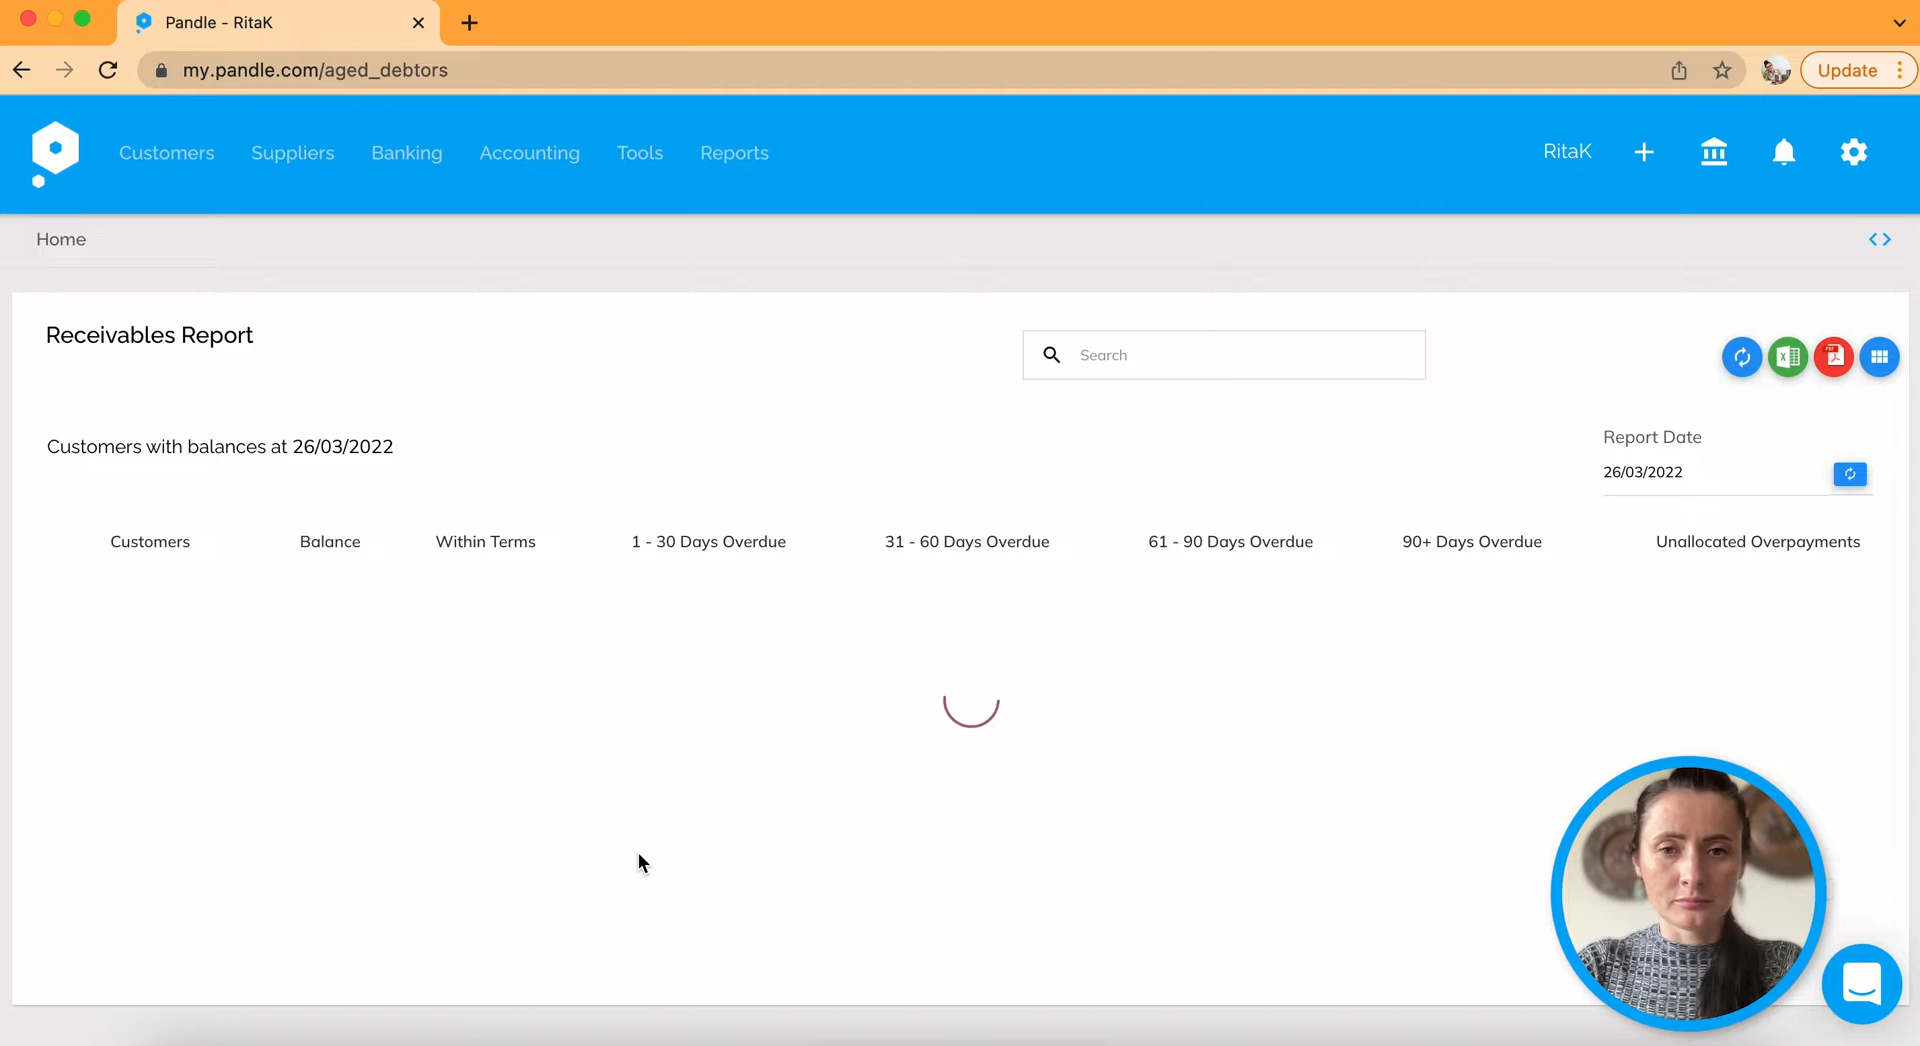 Pandle - RitaK
my.pandle.com/aged_debtors
Update
Customers Suppliers Banking Accounting Tools Reports
RitaK
Home
Receivables Report
Search
PDF
Customers with balances at 26/03/2022
Report Date
26/03/2022
Customers Balance Within Terms 1 - 30 Days Overdue 31 - 60 Days Overdue 61 - 90 Days Overdue 90+ Days Overdue Unallocated Overpayments